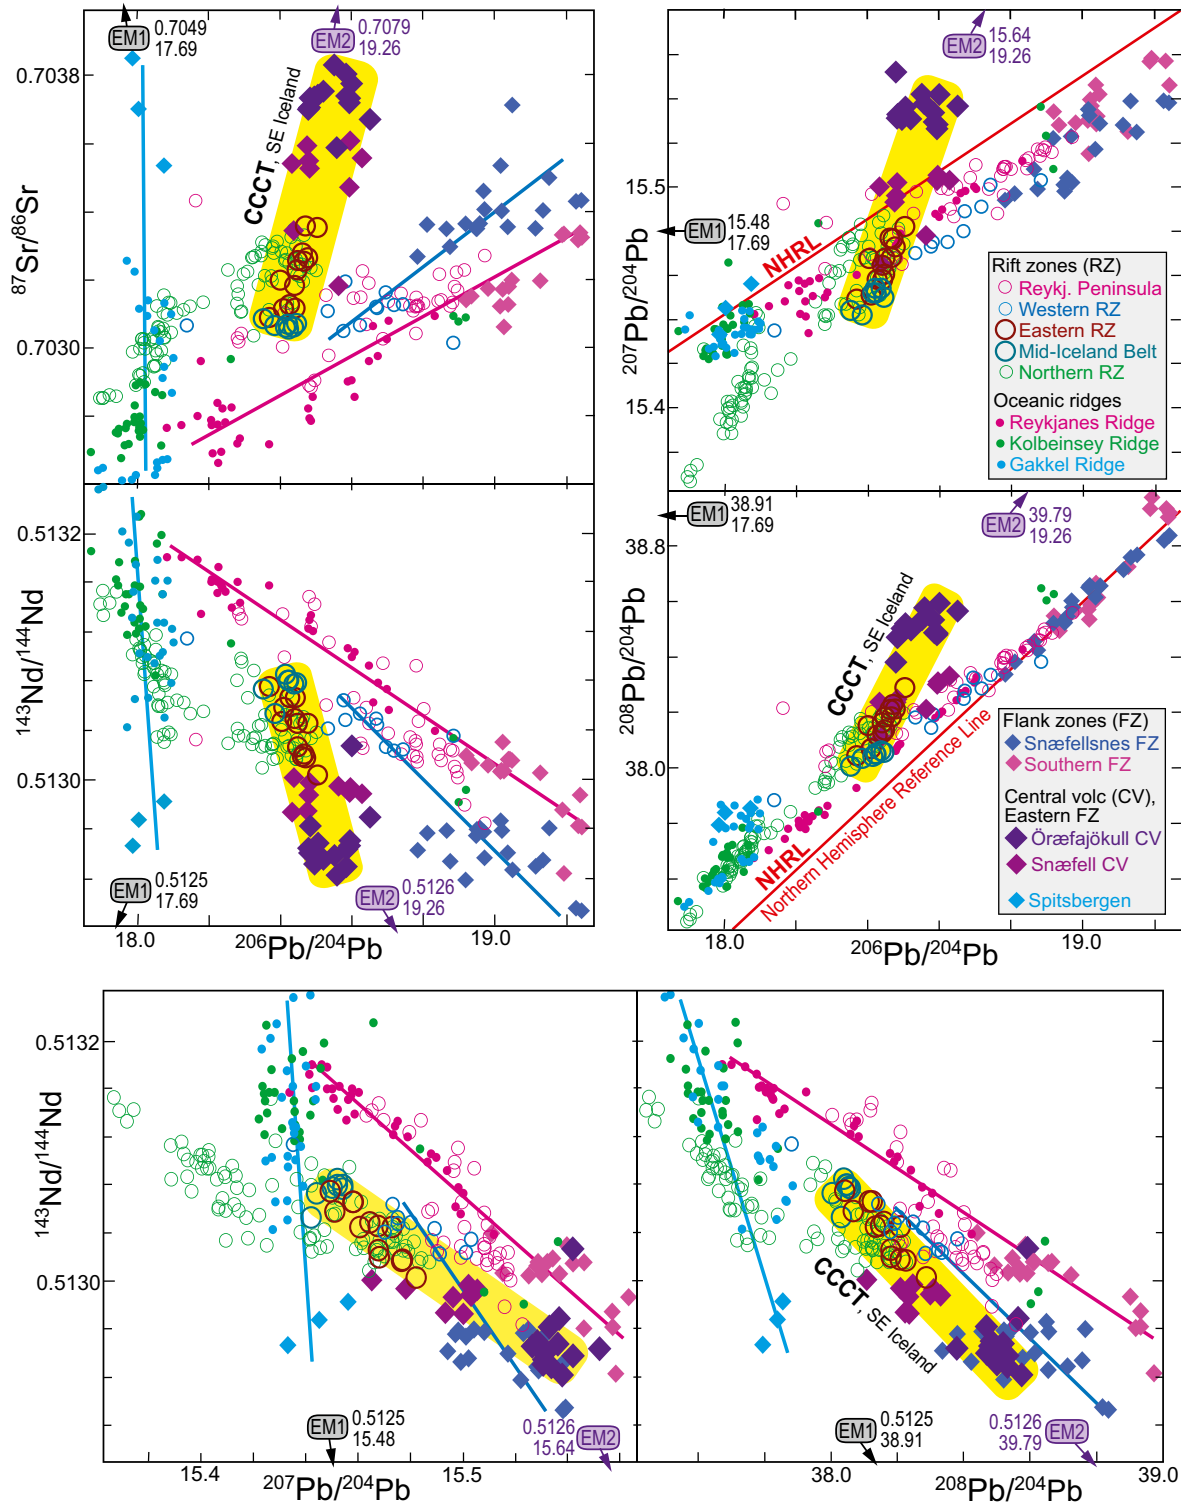 EM1 0.7049
17.69
EM2 0.7079
19.26
0.7038
0.7030
87Sr/86Sr
CCCT, SE Iceland
EM2 15.64
19.26
15.5
15.4
207Pb/204Pb
EM1 15.48
17.69
NHRL
Rift zones (RZ)
Reykj. Peninsula
Western RZ
Eastern RZ
Mid-Iceland Belt
Northern RZ
Oceanic ridges
Reykjanes Ridge
Kolbeinsey Ridge
Gakkel Ridge
0.5132
0.5130
143Nd/144Nd
EM1 0.5125
17.69
EM2 0.5126
19.26
18.0
19.0
206Pb/204Pb
EM1 38.91
17.69
EM2 39.79
19.26
38.8
38.0
208Pb/204Pb
CCCT, SE Iceland
NHRL
Northern Hemisphere Reference Line
Flank zones (FZ)
Snæfellsnes FZ
Southern FZ
Central volc (CV),
Eastern FZ
Öræfajökull CV
Snæfell CV
Spitsbergen
18.0
19.0
206Pb/204Pb
0.5132
0.5130
143Nd/144Nd
EM1 0.5125
15.48
0.5126
15.64 EM2
15.4
15.5
207Pb/204Pb
CCCT, SE Iceland
EM1 0.5125
38.91
0.5126
39.79 EM2
38.0
39.0
208Pb/204Pb